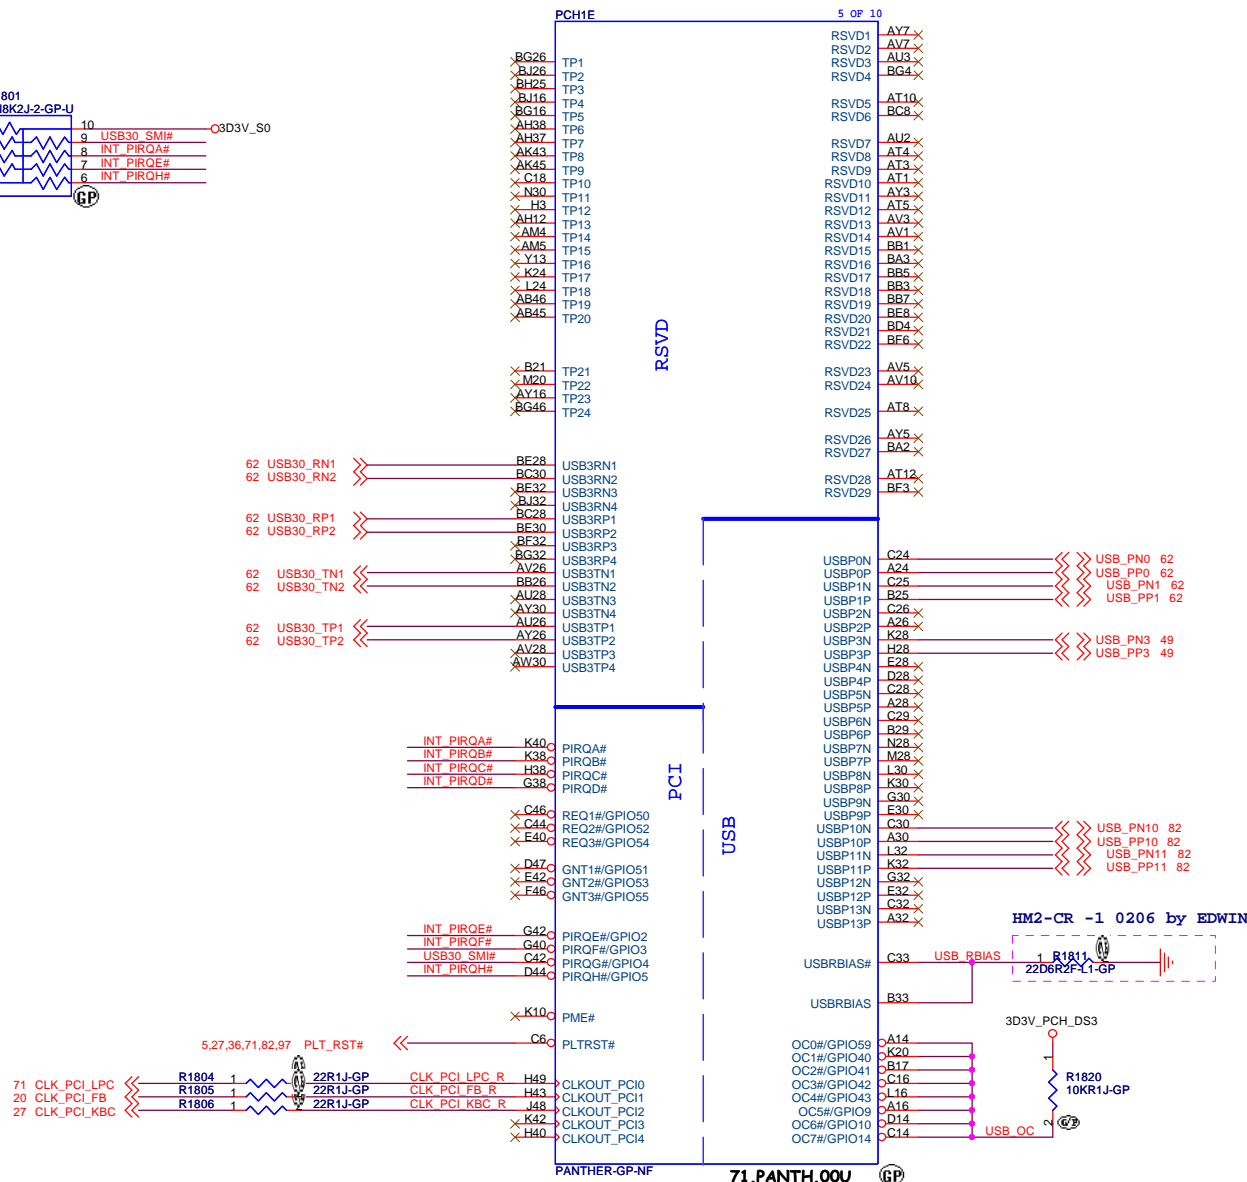 PCH1E 5 OF 10
801
8K2J-2-GP-U
10 3D3V_S0
9 USB30_SMI#
8 INT_PIRQA#
7 INT_PIRQE#
6 INT_PIRQH#
GP
BG26 TP1
BJ26 TP2
BH25 TP3
BJ16 TP4
BG16 TP5
AH38 TP6
AH37 TP7
AK43 TP8
AK45 TP9
C18 TP10
N30 TP11
H3 TP12
AH12 TP13
AM4 TP14
AM5 TP15
Y13 TP16
K24 TP17
L24 TP18
AB46 TP19
AB45 TP20
B21 TP21
M20 TP22
AY16 TP23
BG46 TP24
RSVD
RSVD1 AY7
RSVD2 AV7
RSVD3 AU3
RSVD4 BG4
RSVD5 AT10
RSVD6 BC8
RSVD7 AU2
RSVD8 AT4
RSVD9 AT3
RSVD10 AT1
RSVD11 AY3
RSVD12 AT5
RSVD13 AV3
RSVD14 AV1
RSVD15 BB1
RSVD16 BA3
RSVD17 BB5
RSVD18 BB3
RSVD19 BB7
RSVD20 BE8
RSVD21 BD4
RSVD22 BF6
RSVD23 AV5
RSVD24 AV10
RSVD25 AT8
RSVD26 AY5
RSVD27 BA2
RSVD28 AT12
RSVD29 BF3
62 USB30_RN1 BE28 USB3RN1
62 USB30_RN2 BC30 USB3RN2
BE32 USB3RN3
BJ32 USB3RN4
62 USB30_RP1 BC28 USB3RP1
62 USB30_RP2 BE30 USB3RP2
BF32 USB3RP3
BG32 USB3RP4
62 USB30_TN1 AV26 USB3TN1
62 USB30_TN2 BB26 USB3TN2
AU28 USB3TN3
AY30 USB3TN4
62 USB30_TP1 AU26 USB3TP1
62 USB30_TP2 AY26 USB3TP2
AV28 USB3TP3
AW30 USB3TP4
INT_PIRQA# K40 PIRQA#
INT_PIRQB# K38 PIRQB#
INT_PIRQC# H38 PIRQC#
INT_PIRQD# G38 PIRQD#
C46 REQ1#/GPIO50
C44 REQ2#/GPIO52
E40 REQ3#/GPIO54
D47 GNT1#/GPIO51
E42 GNT2#/GPIO53
F46 GNT3#/GPIO55
INT_PIRQE# G42 PIRQE#/GPIO2
INT_PIRQF# G40 PIRQF#/GPIO3
USB30_SMI# C42 PIRQG#/GPIO4
INT_PIRQH# D44 PIRQH#/GPIO5
K10 PME#
5,27,36,71,82,97 PLT_RST# C6 PLTRST#
71 CLK_PCI_LPC R1804 1 22R1J-GP CLK_PCI_LPC_R H49 CLKOUT_PCI0
20 CLK_PCI_FB R1805 1 22R1J-GP CLK_PCI_FB_R H43 CLKOUT_PCI1
27 CLK_PCI_KBC R1806 1 2 22R1J-GP CLK_PCI_KBC_R J48 CLKOUT_PCI2
K42 CLKOUT_PCI3
H40 CLKOUT_PCI4
PCI
USB
USBP0N C24 USB_PN0 62
USBP0P A24 USB_PP0 62
USBP1N C25 USB_PN1 62
USBP1P B25 USB_PP1 62
USBP2N C26
USBP2P A26
USBP3N K28 USB_PN3 49
USBP3P H28 USB_PP3 49
USBP4N E28
USBP4P D28
USBP5N C28
USBP5P A28
USBP6N C29
USBP6P B29
USBP7N N28
USBP7P M28
USBP8N L30
USBP8P K30
USBP9N G30
USBP9P E30
USBP10N C30 USB_PN10 82
USBP10P A30 USB_PP10 82
USBP11N L32 USB_PN11 82
USBP11P K32 USB_PP11 82
USBP12N G32
USBP12P E32
USBP13N C32
USBP13P A32
HM2-CR -1 0206 by EDWIN
USBRBIAS# C33 USB_RBIAS 1 R1811
22D6R2F-L1-GP
USBRBIAS B33
3D3V_PCH_DS3
OC0#/GPIO59 A14
OC1#/GPIO40 K20
OC2#/GPIO41 B17
OC3#/GPIO42 C16
OC4#/GPIO43 L16
OC5#/GPIO9 A16
OC6#/GPIO10 D14
OC7#/GPIO14 C14 USB_OC
1
R1820
10KR1J-GP
2
PANTHER-GP-NF
71.PANTH.00U GP